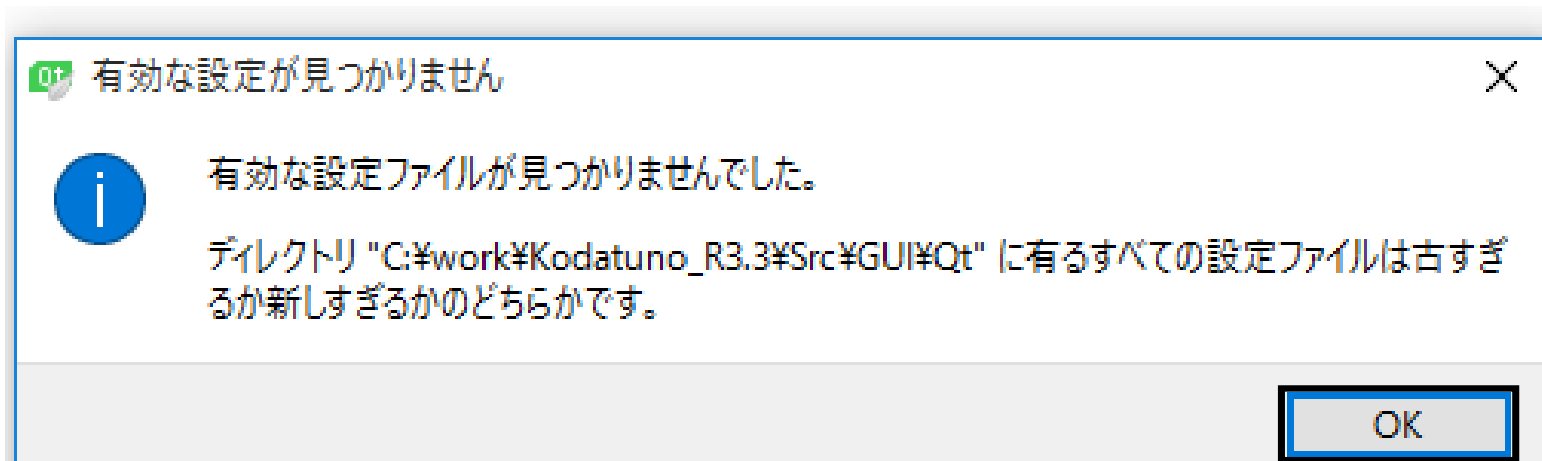 Qt 有効な設定が見つかりません
有効な設定ファイルが見つかりませんでした。
ディレクトリ "C:¥work¥Kodatuno_R3.3¥Src¥GUI¥Qt" に有るすべての設定ファイルは古すぎ
るか新しすぎるかのどちらかです。
OK